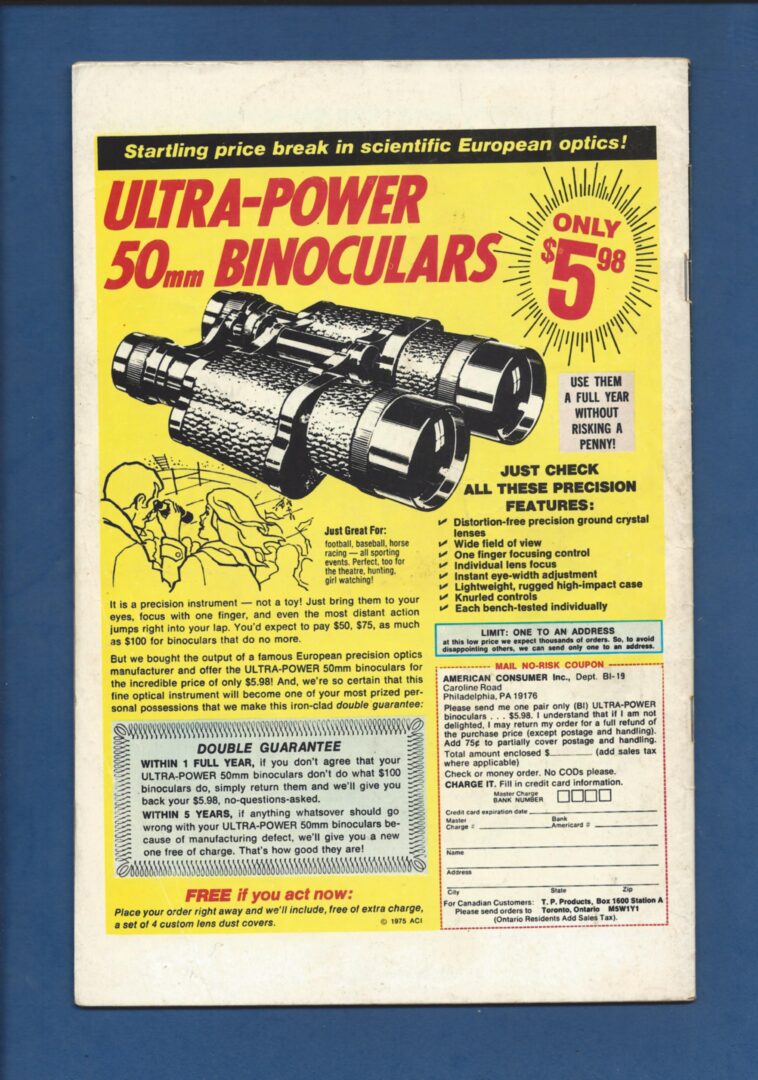 Startling price break in scientific European optics!
ULTRA-POWER
50mm BINOCULARS
ONLY
$5 98
USE THEM
A FULL YEAR
WITHOUT
RISKING A
PENNY!
JUST CHECK
ALL THESE PRECISION
FEATURES:
✔ Distortion-free precision ground crystal
lenses
✔ Wide field of view
✔ One finger focusing control
✔ Individual lens focus
✔ Instant eye-width adjustment
✔ Lightweight, rugged high-impact case
✔ Knurled controls
✔ Each bench-tested individually
Just Great For:
football, baseball, horse
racing — all sporting
events. Perfect, too for
the theatre, hunting,
girl watching!
It is a precision instrument — not a toy! Just bring them to your
eyes, focus with one finger, and even the most distant action
jumps right into your lap. You'd expect to pay $50, $75, as much
as $100 for binoculars that do no more.
But we bought the output of a famous European precision optics
manufacturer and offer the ULTRA-POWER 50mm binoculars for
the incredible price of only $5.98! And, we're so certain that this
fine optical instrument will become one of your most prized per-
sonal possessions that we make this iron-clad double guarantee:
DOUBLE GUARANTEE
WITHIN 1 FULL YEAR, if you don't agree that your
ULTRA-POWER 50mm binoculars don't do what $100
binoculars do, simply return them and we'll give you
back your $5.98, no-questions-asked.
WITHIN 5 YEARS, if anything whatsoever should go
wrong with your ULTRA-POWER 50mm binoculars be-
cause of manufacturing defect, we'll give you a new
one free of charge. That's how good they are!
FREE if you act now:
Place your order right away and we'll include, free of extra charge,
a set of 4 custom lens dust covers.
© 1975 ACI
LIMIT: ONE TO AN ADDRESS
at this low price we expect thousands of orders. So, to avoid
disappointing others, we can send only one to an address.
MAIL NO-RISK COUPON
AMERICAN CONSUMER Inc., Dept. BI-19
Caroline Road
Philadelphia, PA 19176
Please send me one pair only (BI) ULTRA-POWER
binoculars . . . $5.98. I understand that if I am not
delighted, I may return my order for a full refund of
the purchase price (except postage and handling).
Add 75¢ to partially cover postage and handling.
Total amount enclosed $______ (add sales tax
where applicable)
Check or money order. No CODs please.
CHARGE IT. Fill in credit card information.
Master Charge
BANK NUMBER
Credit card expiration date
Master
Charge #
Bank
Americard #
Name
Address
City State Zip
For Canadian Customers: T. P. Products, Box 1600 Station A
Please send orders to Toronto, Ontario M5W1Y1
(Ontario Residents Add Sales Tax).